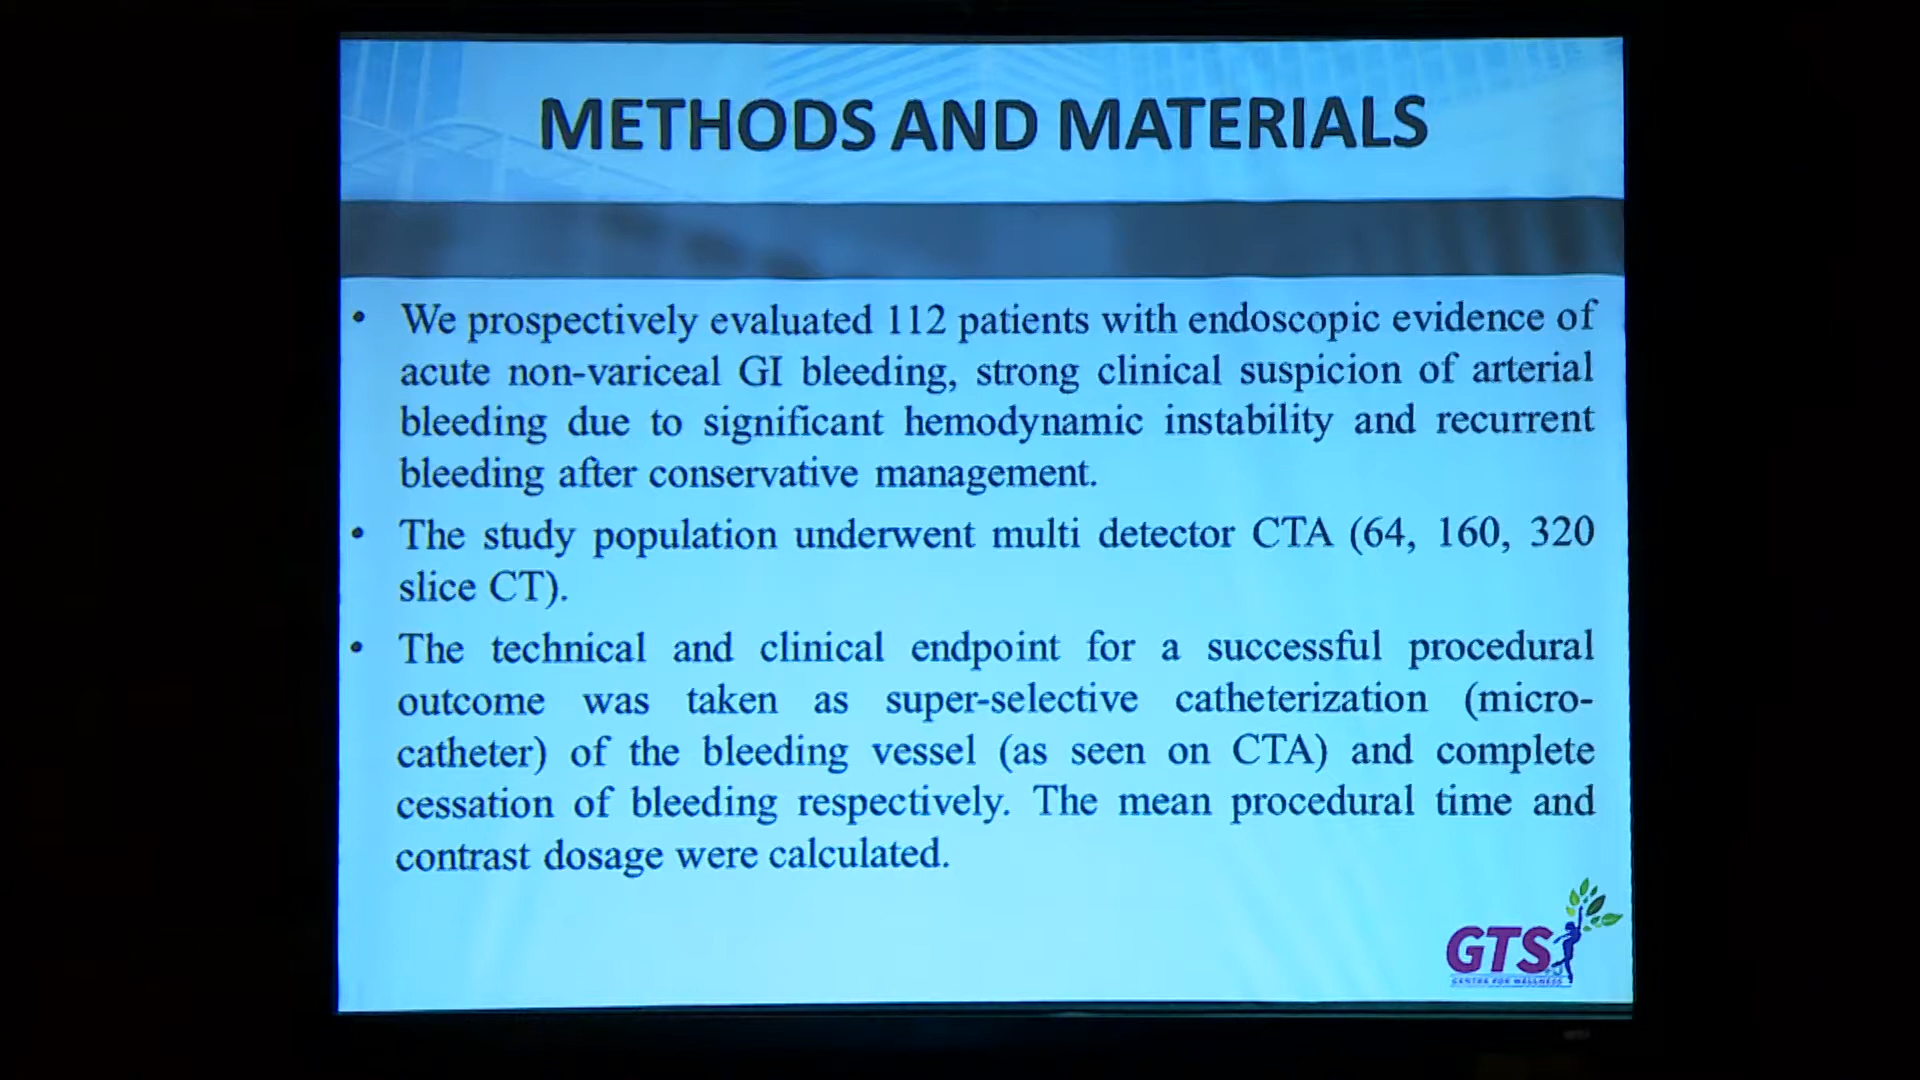 METHODS AND MATERIALS
• We prospectively evaluated 112 patients with endoscopic evidence of
acute non-variceal GI bleeding, strong clinical suspicion of arterial
bleeding due to significant hemodynamic instability and recurrent
bleeding after conservative management.
• The study population underwent multi detector CTA (64, 160, 320
slice CT).
• The technical and clinical endpoint for a successful procedural
outcome was taken as super-selective catheterization (micro-
catheter) of the bleeding vessel (as seen on CTA) and complete
cessation of bleeding respectively. The mean procedural time and
contrast dosage were calculated.
GTS
CENTRE FOR WELLNESS